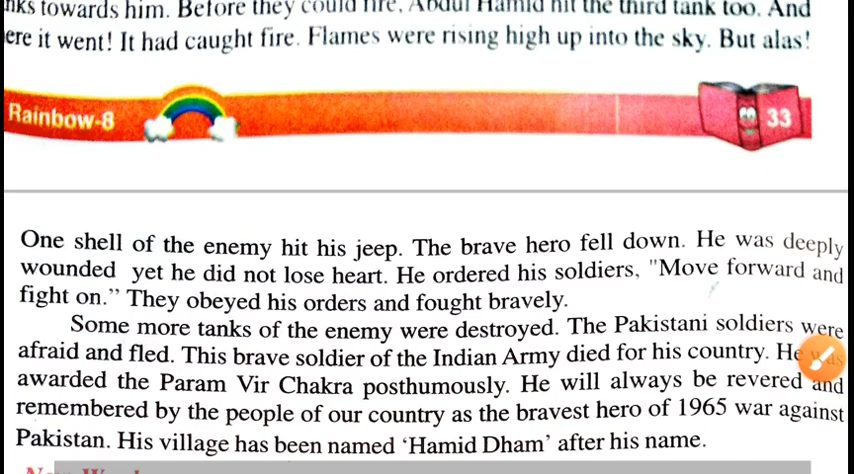 towards him. Before they could fire, Abdul Hamid hit the third tank too. And
it went! It had caught fire. Flames were rising high up into the sky. But alas!
Rainbow-8
33
One shell of the enemy hit his jeep. The brave hero fell down. He was deeply
wounded yet he did not lose heart. He ordered his soldiers, "Move forward and
fight on." They obeyed his orders and fought bravely.
Some more tanks of the enemy were destroyed. The Pakistani soldiers were
afraid and fled. This brave soldier of the Indian Army died for his country. He was
awarded the Param Vir Chakra posthumously. He will always be revered and
remembered by the people of our country as the bravest hero of 1965 war against
Pakistan. His village has been named ‘Hamid Dham’ after his name.